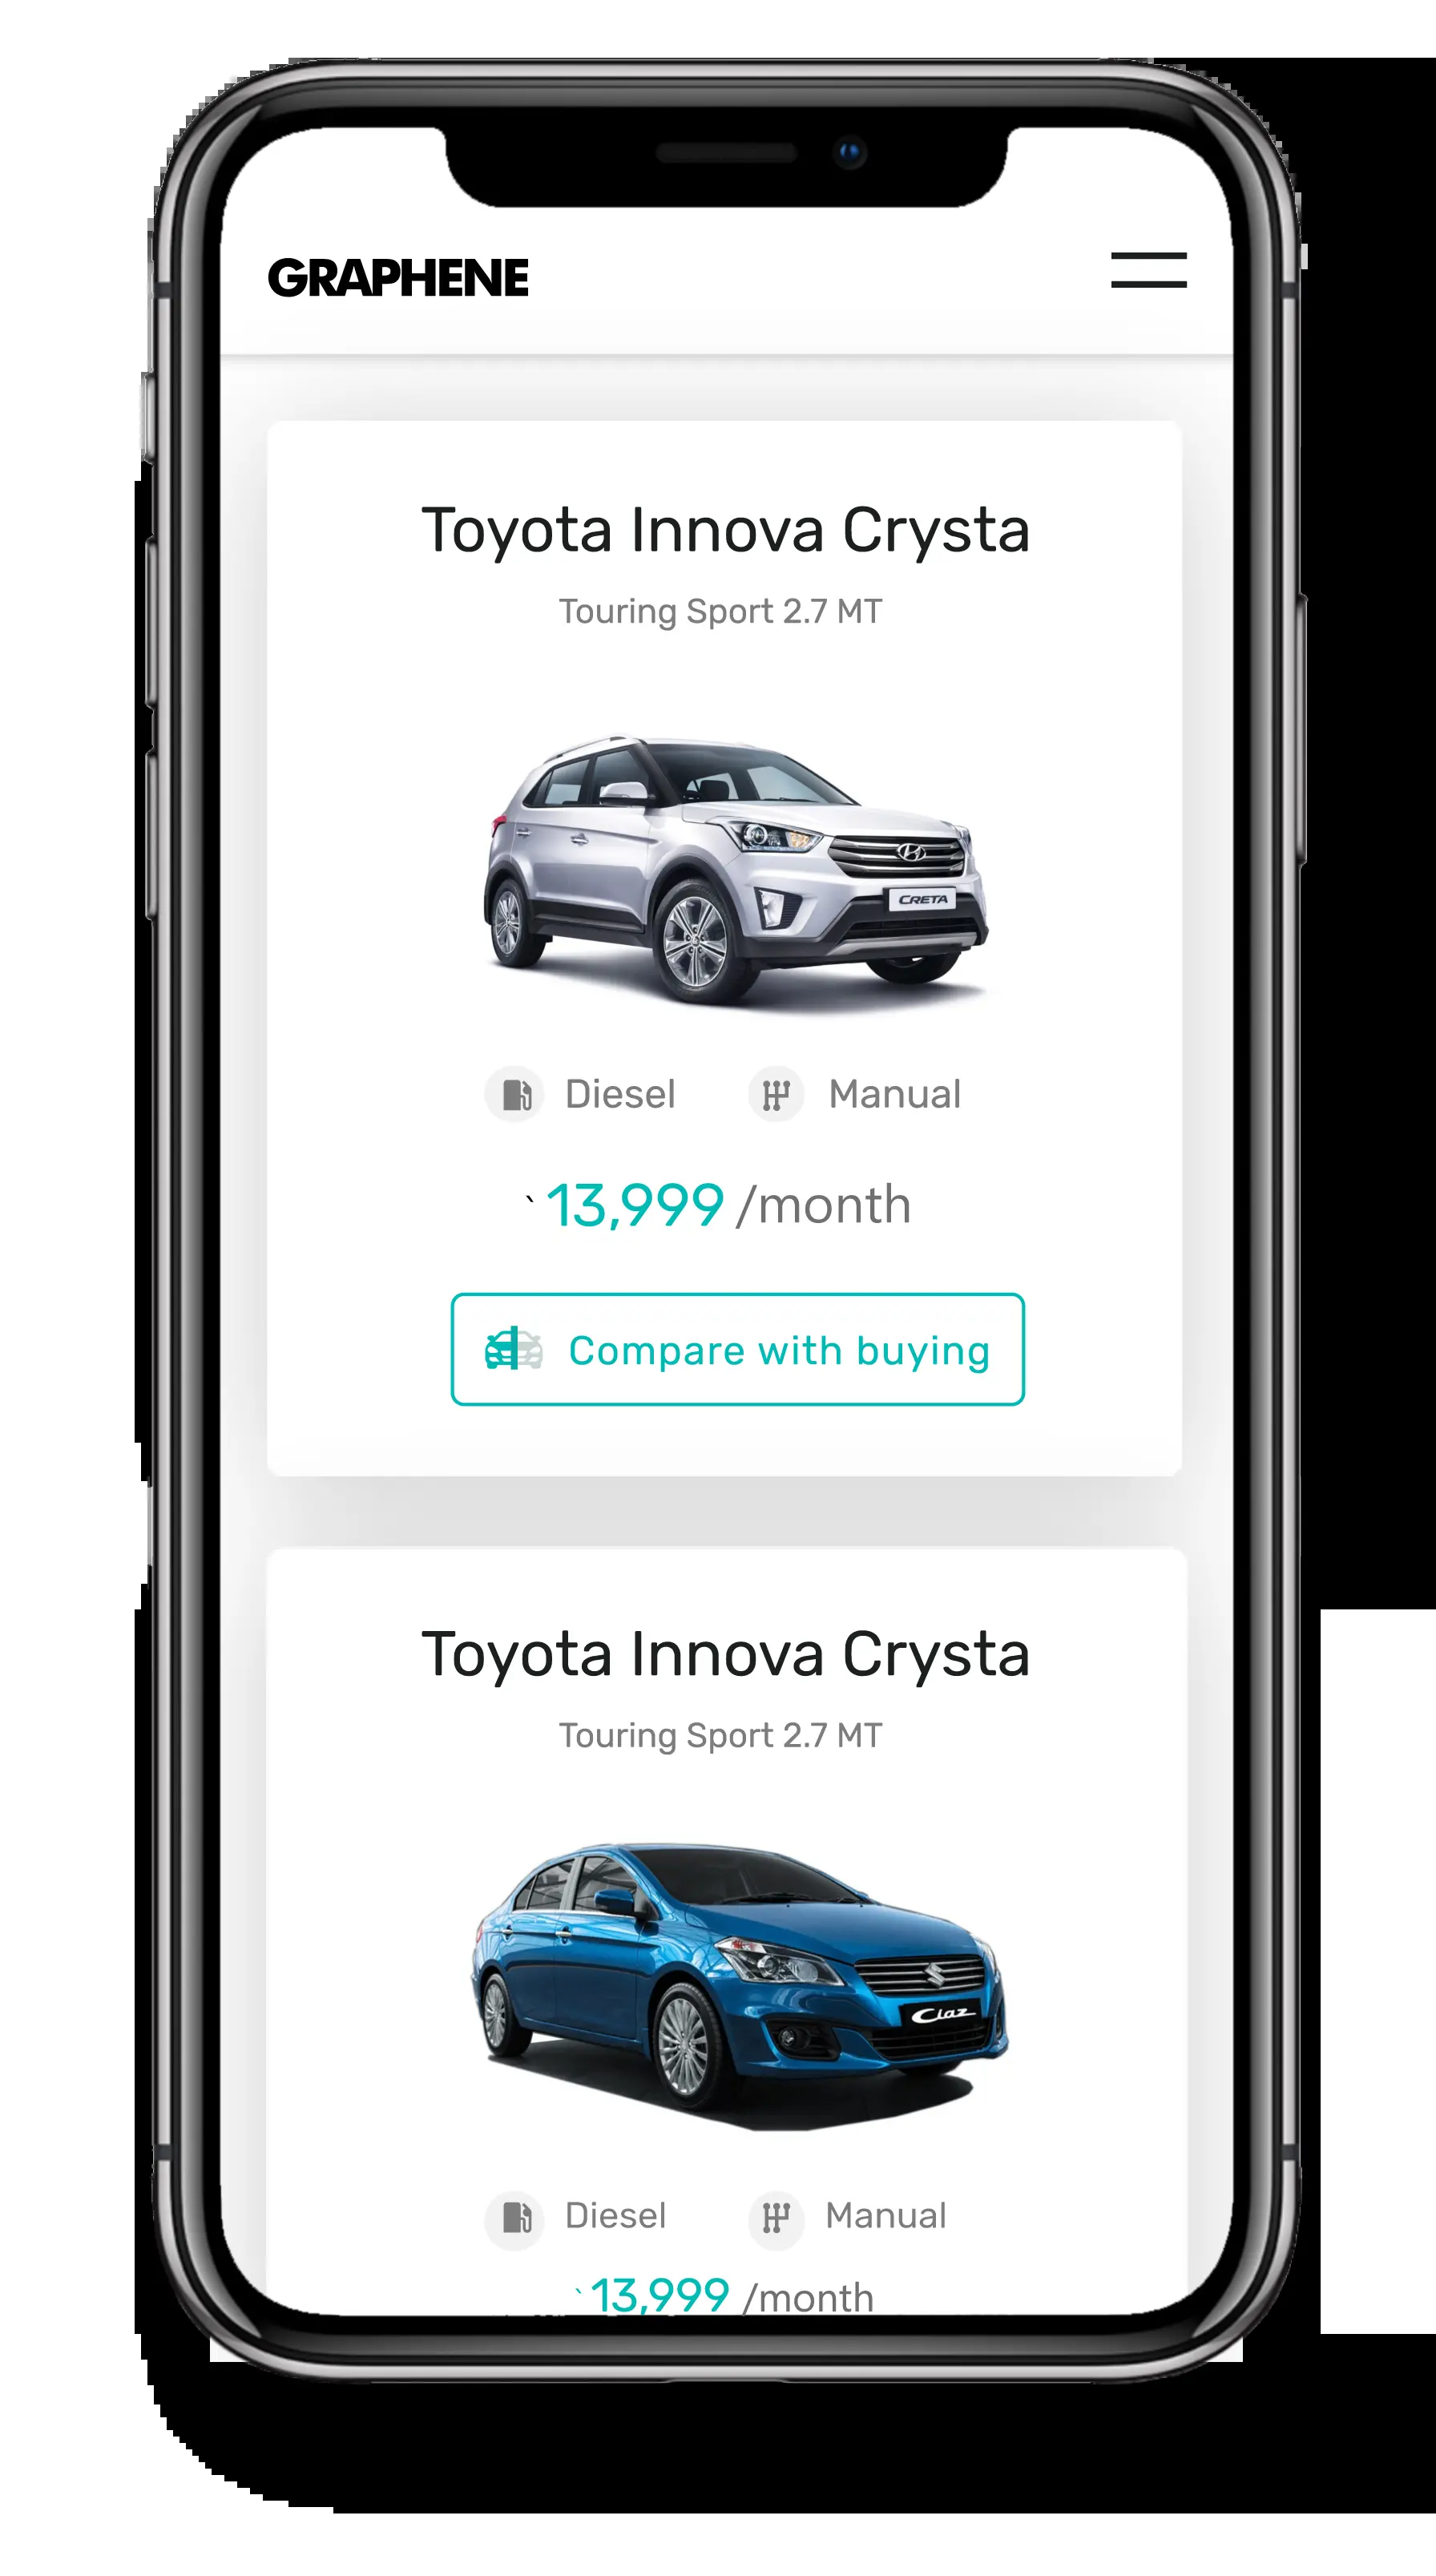 GRAPHENE
Toyota Innova Crysta
Touring Sport 2.7 MT
CRETA
Diesel Manual
` 13,999 /month
Compare with buying
Toyota Innova Crysta
Touring Sport 2.7 MT
Ciaz
Diesel Manual
` 13,999 /month